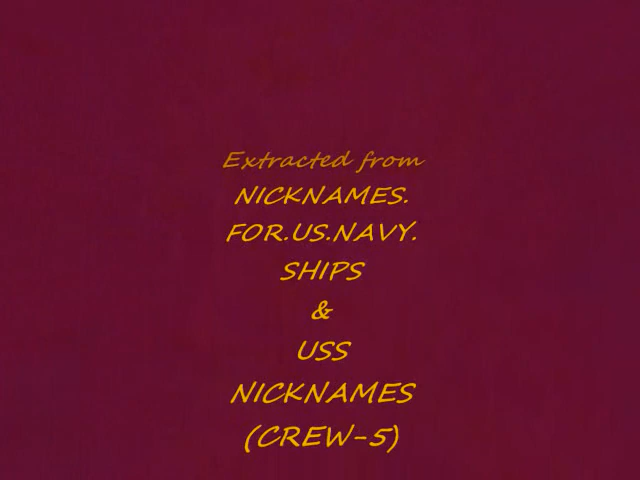 Extracted from
NICKNAMES.
FOR.US.NAVY.
SHIPS
&
USS
NICKNAMES
(CREW-5)